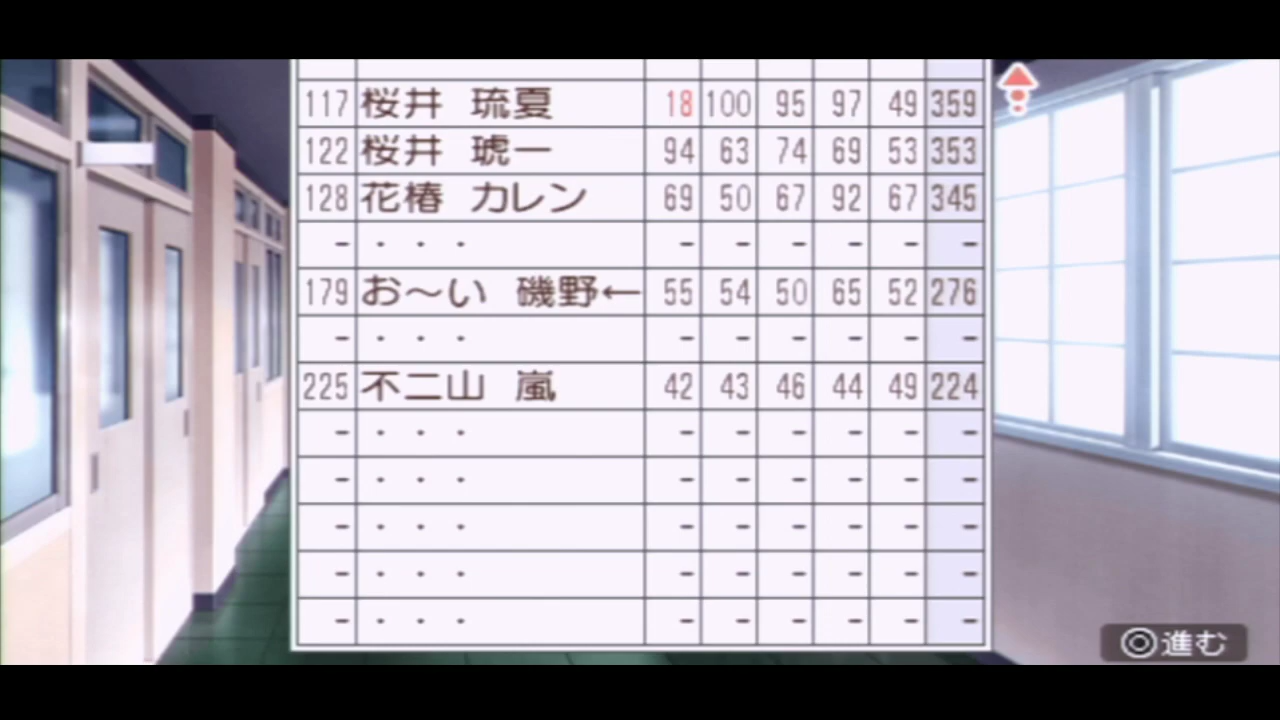 117 桜井 琉夏 18 100 95 97 49 359
122 桜井 琥一 94 63 74 69 53 353
128 花椿 カレン 69 50 67 92 67 345
- ・・・ - - - - - -
179 お～い 磯野← 55 54 50 65 52 276
- ・・・ - - - - - -
225 不二山 嵐 42 43 46 44 49 224
- ・・・ - - - - - -
- ・・・ - - - - - -
- ・・・ - - - - - -
- ・・・ - - - - - -
- ・・・ - - - - - -
◎進む